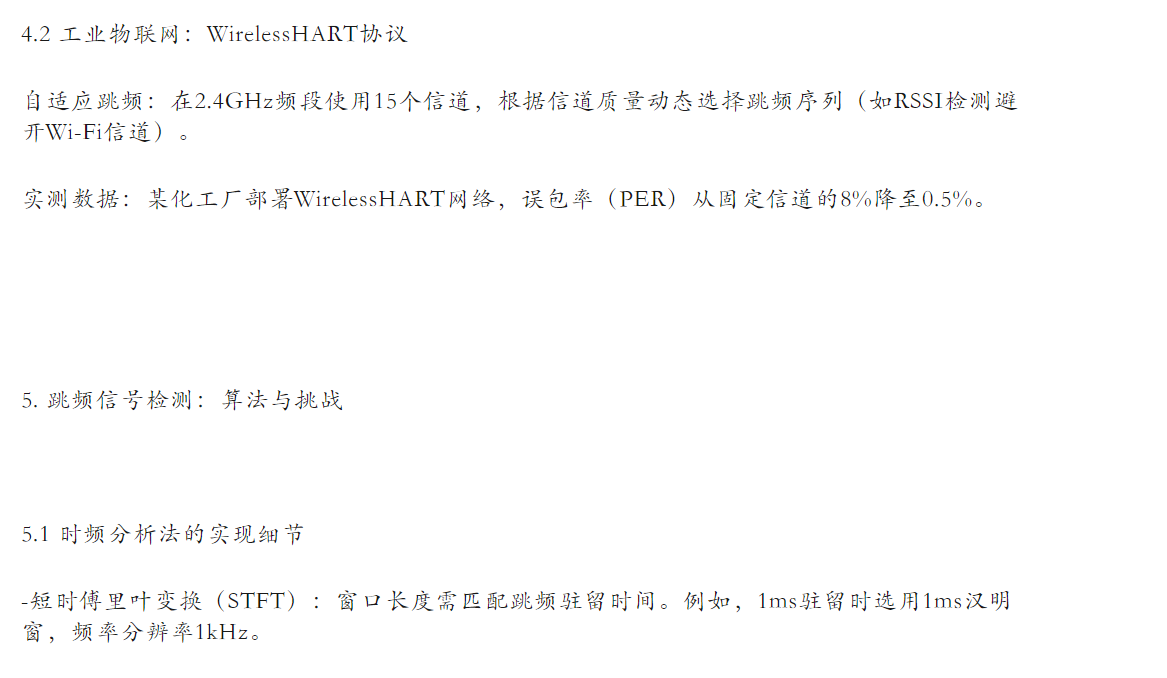 4.2 工业物联网：WirelessHART协议
自适应跳频：在2.4GHz频段使用15个信道，根据信道质量动态选择跳频序列（如RSSI检测避
开Wi-Fi信道）。
实测数据：某化工厂部署WirelessHART网络，误包率（PER）从固定信道的8%降至0.5%。
5. 跳频信号检测：算法与挑战
5.1 时频分析法的实现细节
-短时傅里叶变换（STFT）：窗口长度需匹配跳频驻留时间。例如，1ms驻留时选用1ms汉明
窗，频率分辨率1kHz。